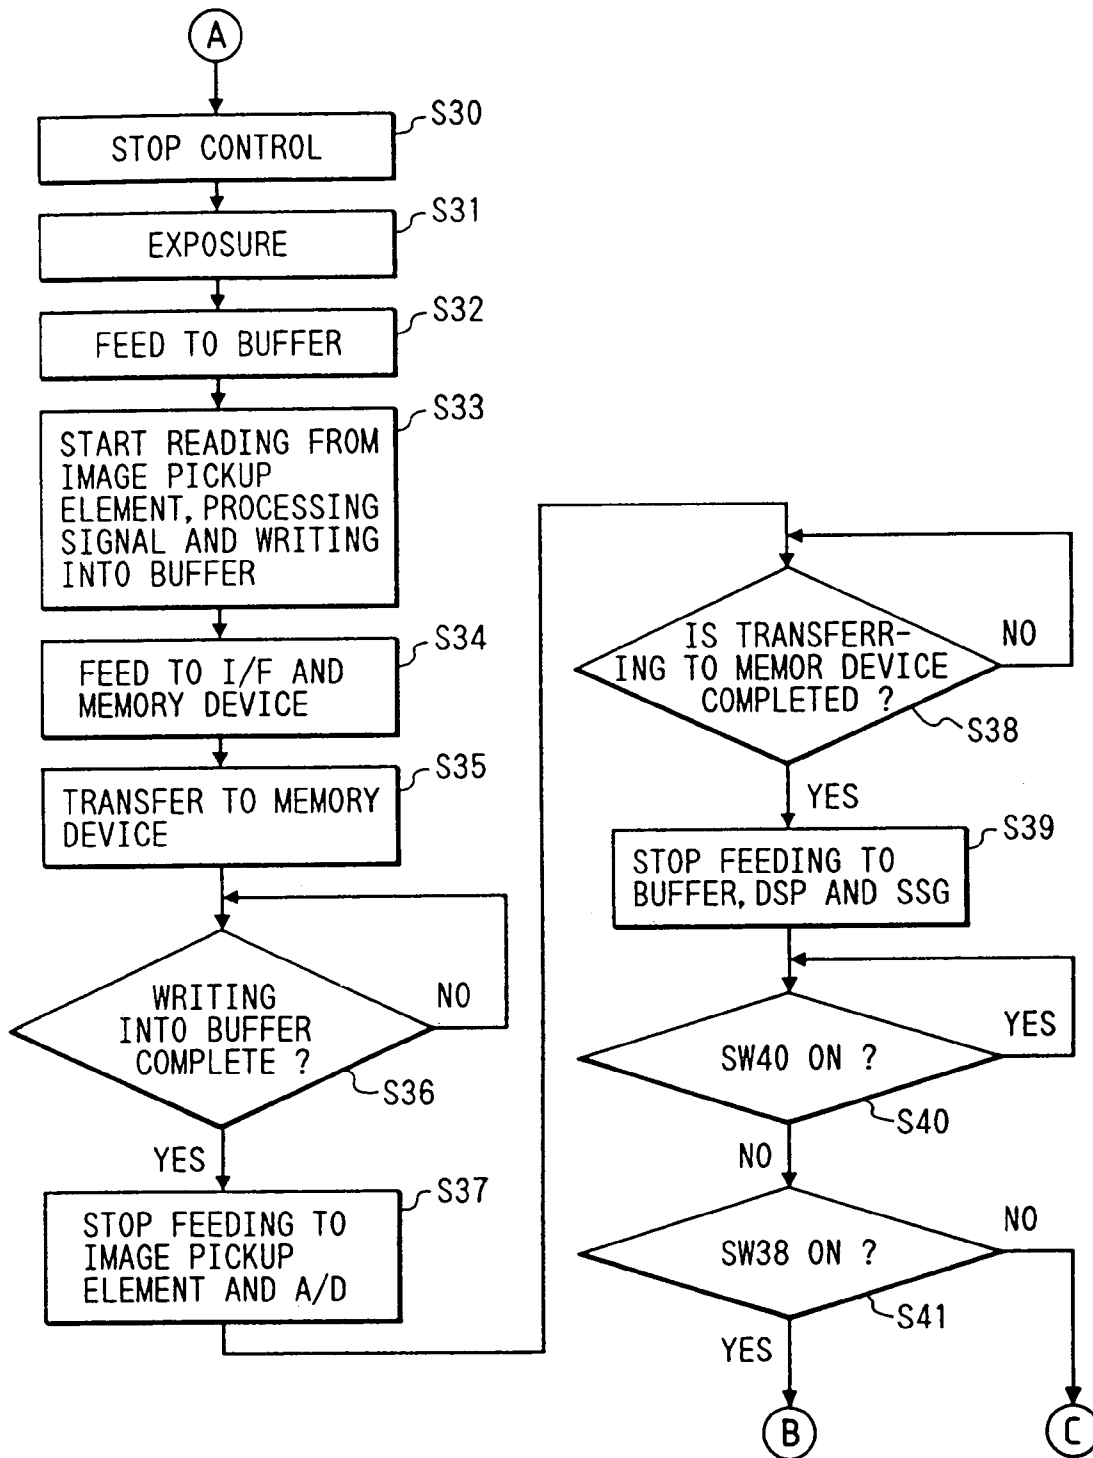 A
S30
STOP CONTROL
S31
EXPOSURE
S32
FEED TO BUFFER
S33
START READING FROM
IMAGE PICKUP
ELEMENT, PROCESSING
SIGNAL AND WRITING
INTO BUFFER
S34
FEED TO I/F AND
MEMORY DEVICE
S35
TRANSFER TO MEMORY
DEVICE
WRITING
INTO BUFFER
COMPLETE ?
NO
S36
YES
S37
STOP FEEDING TO
IMAGE PICKUP
ELEMENT AND A/D
IS TRANSFERR-
ING TO MEMOR DEVICE
COMPLETED ?
NO
S38
YES
S39
STOP FEEDING TO
BUFFER, DSP AND SSG
SW40 ON ?
YES
S40
NO
SW38 ON ?
NO
S41
YES
B
C